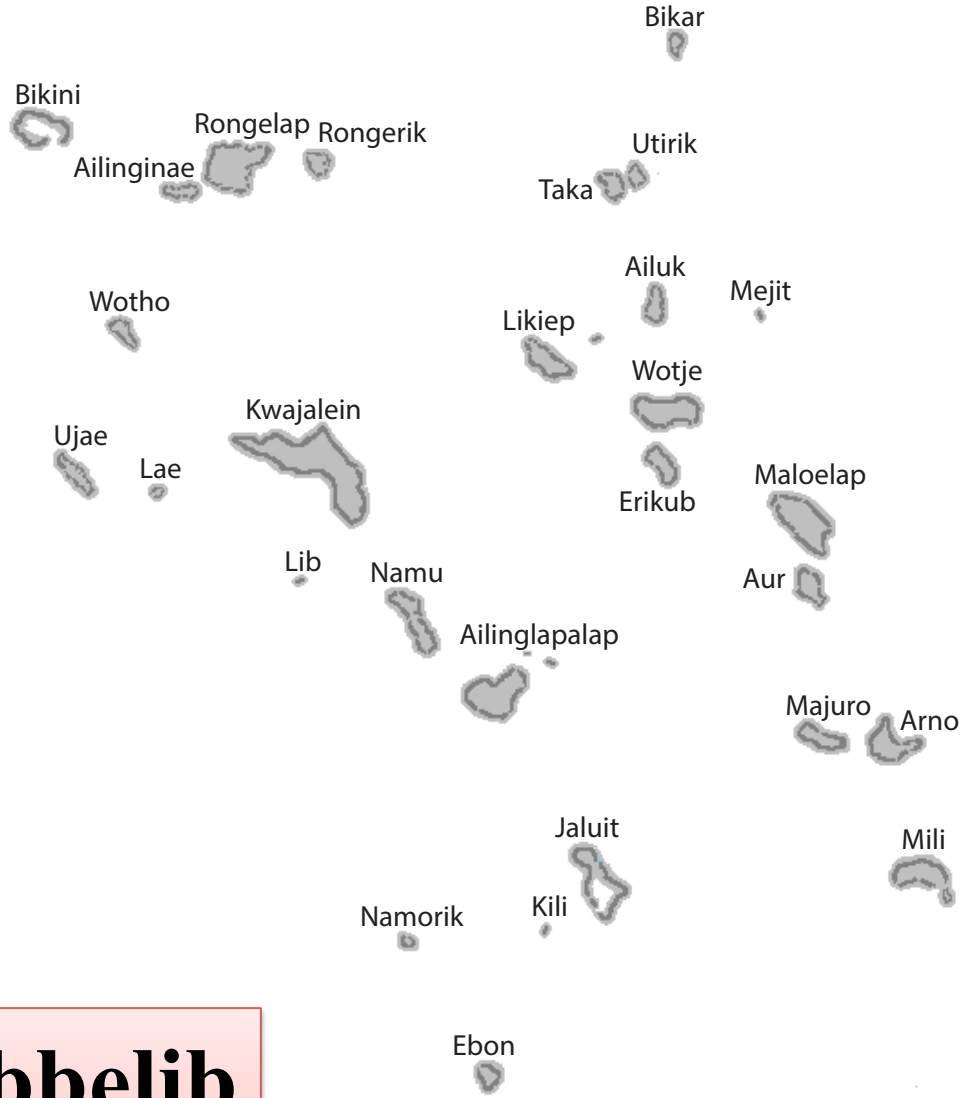 Bikar
Bikini
Rongelap
Rongerik
Utirik
Ailinginae
Taka
Ailuk
Mejit
Wotho
Likiep
Wotje
Kwajalein
Ujae
Lae
Maloelap
Erikub
Lib
Namu
Aur
Ailinglapalap
Majuro
Arno
Jaluit
Mili
Kili
Namorik
Ebon
bbelib